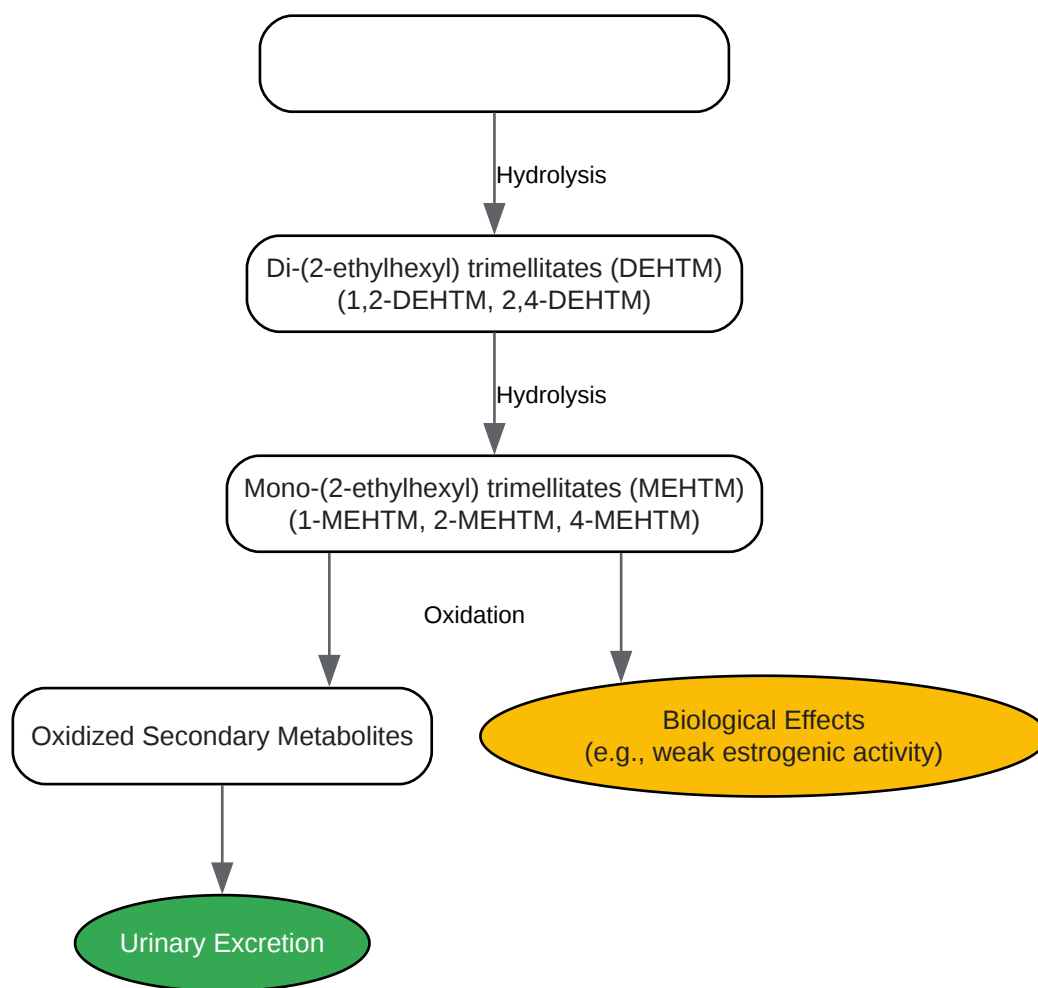 Hydrolysis
Di-(2-ethylhexyl) trimellitates (DEHTM)
(1,2-DEHTM, 2,4-DEHTM)
Hydrolysis
Mono-(2-ethylhexyl) trimellitates (MEHTM)
(1-MEHTM, 2-MEHTM, 4-MEHTM)
Oxidation
Oxidized Secondary Metabolites
Biological Effects
(e.g., weak estrogenic activity)
Urinary Excretion